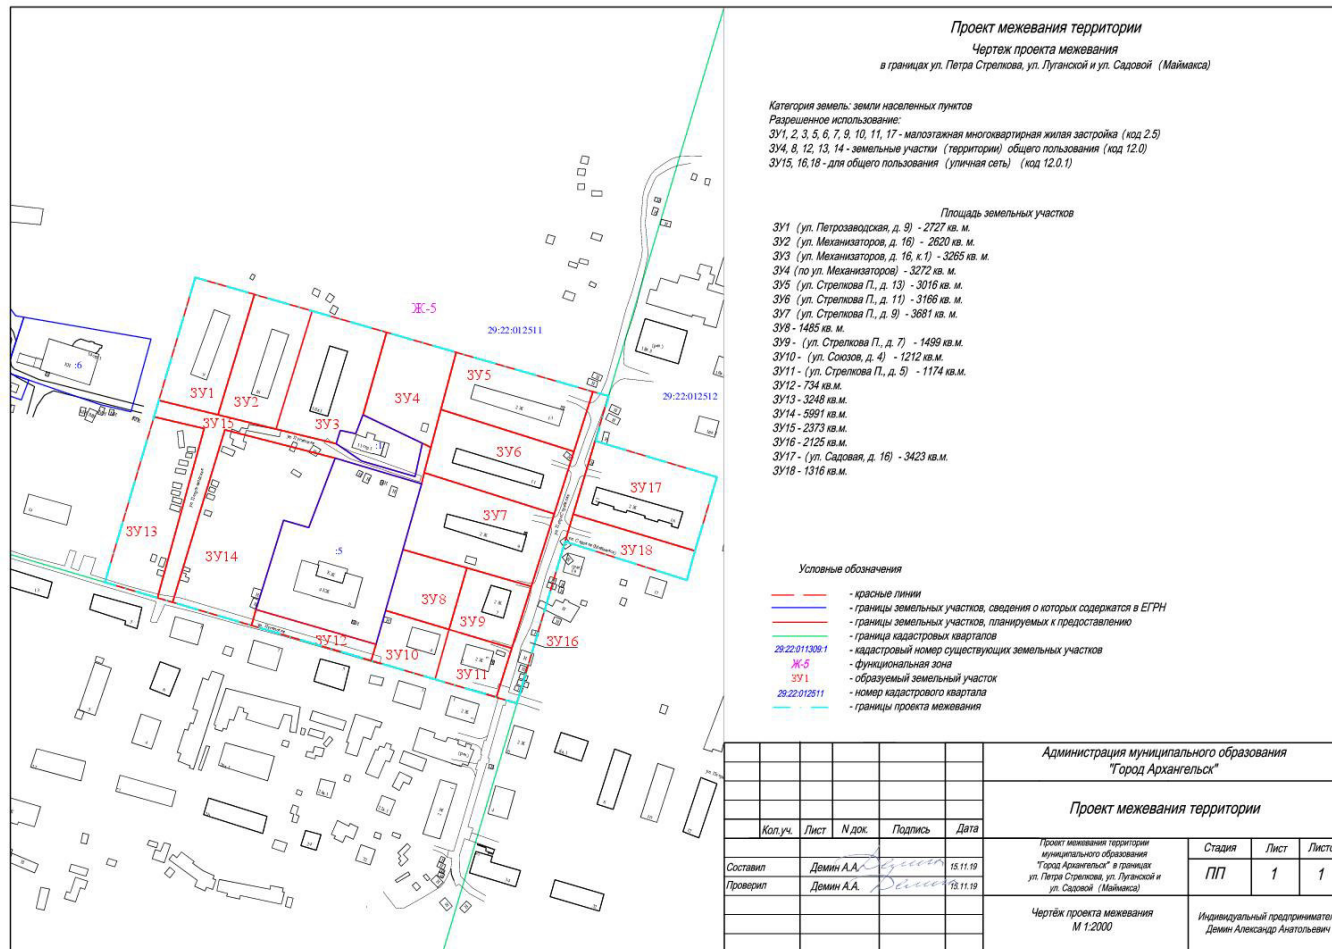 Проект межевания территории
Чертеж проекта межевания
в границах ул. Петра Стрелкова, ул. Луганской и ул. Садовой (Маймакса)
Категория земель: земли населенных пунктов
Разрешенное использование:
ЗУ1, 2, 3, 5, 6, 7, 9, 10, 11, 17 - малоэтажная многоквартирная жилая застройка (код 2.5)
ЗУ4, 8, 12, 13, 14 - земельные участки (территории) общего пользования (код 12.0)
ЗУ15, 16,18 - для общего пользования (уличная сеть) (код 12.0.1)
Площадь земельных участков
ЗУ1 (ул. Петрозаводская, д. 9) - 2727 кв. м.
ЗУ2 (ул. Механизаторов, д. 16) - 2620 кв. м.
ЗУ3 (ул. Механизаторов, д. 16, к.1) - 3265 кв. м.
ЗУ4 (по ул. Механизаторов) - 3272 кв. м.
ЗУ5 (ул. Стрелкова П., д. 13) - 3016 кв. м.
ЗУ6 (ул. Стрелкова П., д. 11) - 3166 кв. м.
ЗУ7 (ул. Стрелкова П., д. 9) - 3681 кв. м.
ЗУ8 - 1485 кв. м.
ЗУ9 - (ул. Стрелкова П., д. 7) - 1499 кв.м.
ЗУ10 - (ул. Союзов, д. 4) - 1212 кв.м.
ЗУ11 - (ул. Стрелкова П., д. 5) - 1174 кв.м.
ЗУ12 - 734 кв.м.
ЗУ13 - 3248 кв.м.
ЗУ14 - 5991 кв.м.
ЗУ15 - 2373 кв.м.
ЗУ16 - 2125 кв.м.
ЗУ17 - (ул. Садовая, д. 16) - 3423 кв.м.
ЗУ18 - 1316 кв.м.
Условные обозначения
- красные линии
- границы земельных участков, сведения о которых содержатся в ЕГРН
- границы земельных участков, планируемых к предоставлению
- граница кадастровых кварталов
29:22:011309:1 - кадастровый номер существующих земельных участков
Ж-5 - функциональная зона
ЗУ1 - образуемый земельный участок
29:22:012511 - номер кадастрового квартала
- границы проекта межевания
Ж-5
29:22:012511
29:22:012512
:6
ЗУ1
ЗУ2
ЗУ3
ЗУ4
ЗУ5
ЗУ15
ЗУ6
ЗУ17
ЗУ7
ЗУ13
ЗУ14
:5
ЗУ18
ЗУ8
ЗУ9
ЗУ12
ЗУ10
ЗУ11
ЗУ16
Администрация муниципального образования
"Город Архангельск"
Проект межевания территории
Кол.уч. Лист N док. Подпись Дата
Составил Демин А.А. 15.11.19
Проверил Демин А.А. 15.11.19
Проект межевания территории
муниципального образования
"Город Архангельск" в границах
ул. Петра Стрелкова, ул. Луганской и
ул. Садовой (Маймакса)
Стадия Лист Листо
ПП 1 1
Чертёж проекта межевания
М 1:2000
Индивидуальный предпринимател
Демин Александр Анатольевич